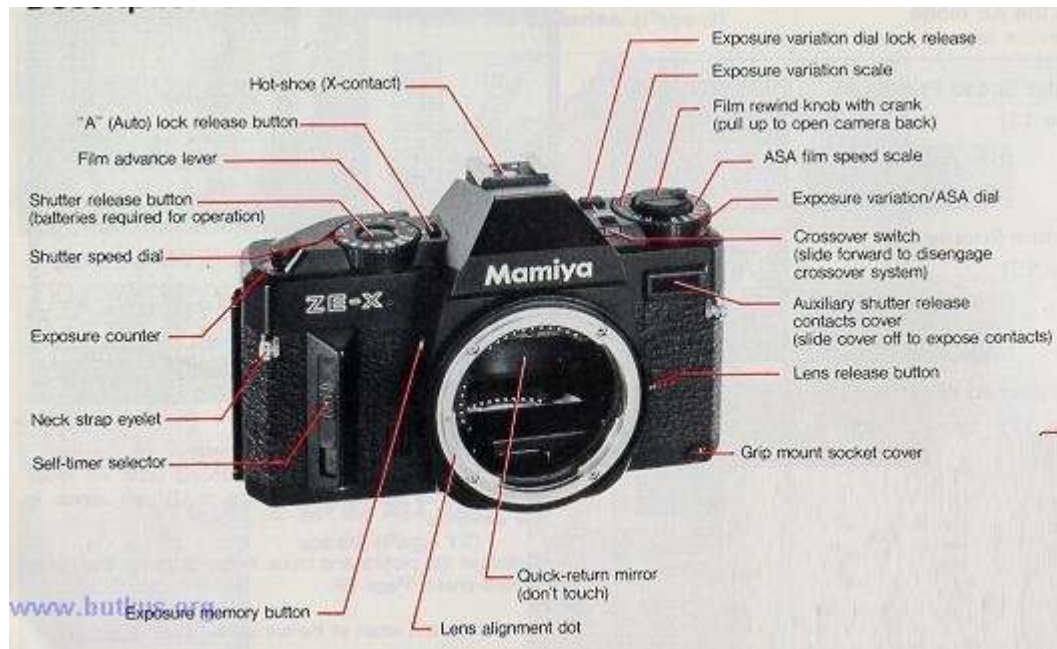 Hot-shoe (X-contact)
"A" (Auto) lock release button
Film advance lever
Shutter release button
(batteries required for operation)
Shutter speed dial
Exposure counter
Neck strap eyelet
Self-timer selector
Exposure variation dial lock release
Exposure variation scale
Film rewind knob with crank
(pull up to open camera back)
ASA film speed scale
Exposure variation/ASA dial
Crossover switch
(slide forward to disengage
crossover system)
Auxiliary shutter release
contacts cover
(slide cover off to expose contacts)
Lens release button
Grip mount socket cover
Mamiya
ZE-X
Quick-return mirror
(don't touch)
www.butkus.org
Exposure memory button
Lens alignment dot